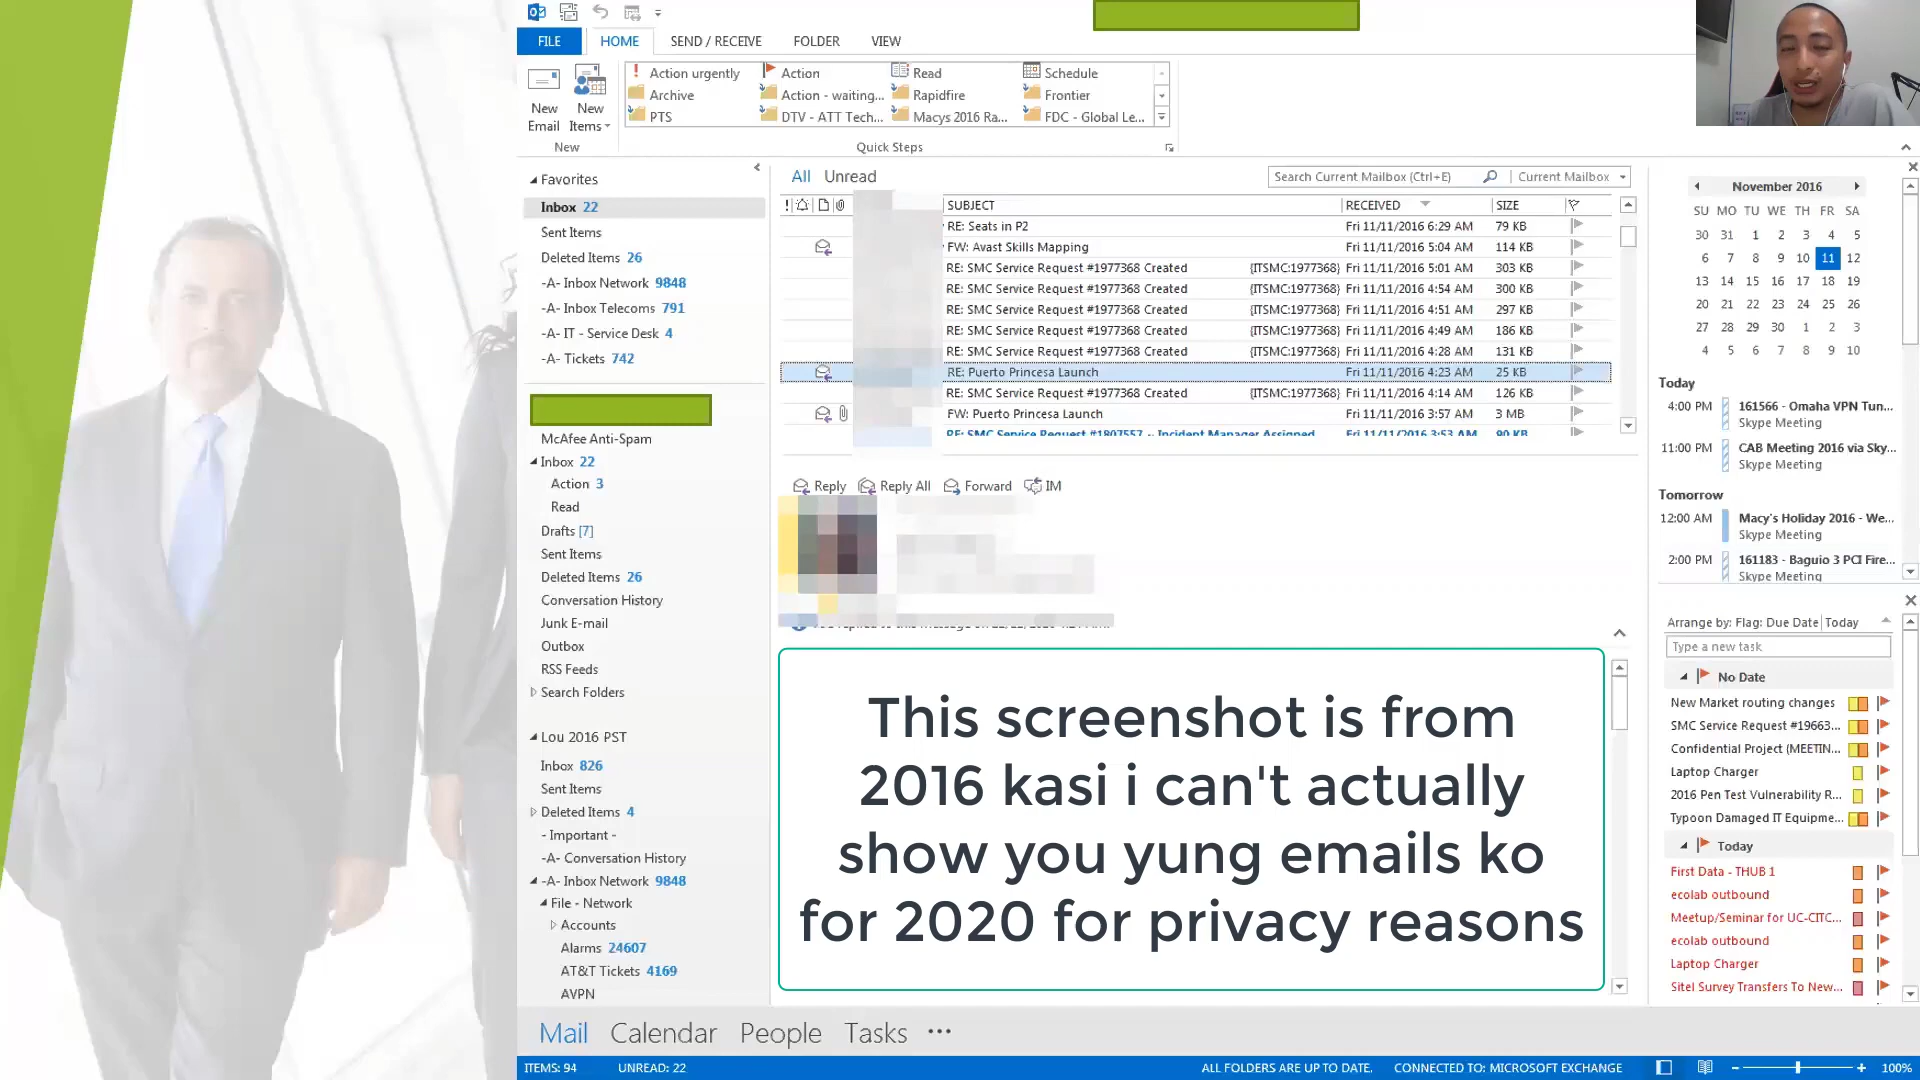 FILE
HOME
SEND / RECEIVE
FOLDER
VIEW
New
Email
New
Items
New
Action urgently
Action
Read
Schedule
Archive
Action - waiting...
Rapidfire
Frontier
PTS
DTV - ATT Tech...
Macys 2016 Ra...
FDC - Global Le...
Quick Steps
Favorites
Inbox 22
Sent Items
Deleted Items 26
-A- Inbox Network 9848
-A- Inbox Telecoms 791
-A- IT - Service Desk 4
-A- Tickets 742
McAfee Anti-Spam
Inbox 22
Action 3
Read
Drafts [7]
Sent Items
Deleted Items 26
Conversation History
Junk E-mail
Outbox
RSS Feeds
Search Folders
Lou 2016 PST
Inbox 826
Sent Items
Deleted Items 4
- Important -
-A- Conversation History
-A- Inbox Network 9848
File - Network
Accounts
Alarms 24607
AT&T Tickets 4169
AVPN
All Unread
Search Current Mailbox (Ctrl+E)
Current Mailbox
SUBJECT RECEIVED SIZE
RE: Seats in P2 Fri 11/11/2016 6:29 AM 79 KB
FW: Avast Skills Mapping Fri 11/11/2016 5:04 AM 114 KB
RE: SMC Service Request #1977368 Created {ITSMC:1977368} Fri 11/11/2016 5:01 AM 303 KB
RE: SMC Service Request #1977368 Created {ITSMC:1977368} Fri 11/11/2016 4:54 AM 300 KB
RE: SMC Service Request #1977368 Created {ITSMC:1977368} Fri 11/11/2016 4:51 AM 297 KB
RE: SMC Service Request #1977368 Created {ITSMC:1977368} Fri 11/11/2016 4:49 AM 186 KB
RE: SMC Service Request #1977368 Created {ITSMC:1977368} Fri 11/11/2016 4:28 AM 131 KB
RE: Puerto Princesa Launch Fri 11/11/2016 4:23 AM 25 KB
RE: SMC Service Request #1977368 Created {ITSMC:1977368} Fri 11/11/2016 4:14 AM 126 KB
FW: Puerto Princesa Launch Fri 11/11/2016 3:57 AM 3 MB
RE: SMC Service Request #1807557 -- Incident Manager Assigned Fri 11/11/2016 3:53 AM 90 KB
Reply Reply All Forward IM
This screenshot is from
2016 kasi i can't actually
show you yung emails ko
for 2020 for privacy reasons
November 2016
SU MO TU WE TH FR SA
30 31 1 2 3 4 5
6 7 8 9 10 11 12
13 14 15 16 17 18 19
20 21 22 23 24 25 26
27 28 29 30 1 2 3
4 5 6 7 8 9 10
Today
4:00 PM 161566 - Omaha VPN Tun...
Skype Meeting
11:00 PM CAB Meeting 2016 via Sky...
Skype Meeting
Tomorrow
12:00 AM Macy's Holiday 2016 - We...
Skype Meeting
2:00 PM 161183 - Baguio 3 PCI Fire...
Skype Meeting
Arrange by: Flag: Due Date Today
Type a new task
No Date
New Market routing changes
SMC Service Request #19663...
Confidential Project (MEETIN...
Laptop Charger
2016 Pen Test Vulnerability R...
Typoon Damaged IT Equipme...
Today
First Data - THUB 1
ecolab outbound
Meetup/Seminar for UC-CITC...
ecolab outbound
Laptop Charger
Sitel Survey Transfers To New...
Mail Calendar People Tasks ...
ITEMS: 94 UNREAD: 22 ALL FOLDERS ARE UP TO DATE. CONNECTED TO: MICROSOFT EXCHANGE 100%